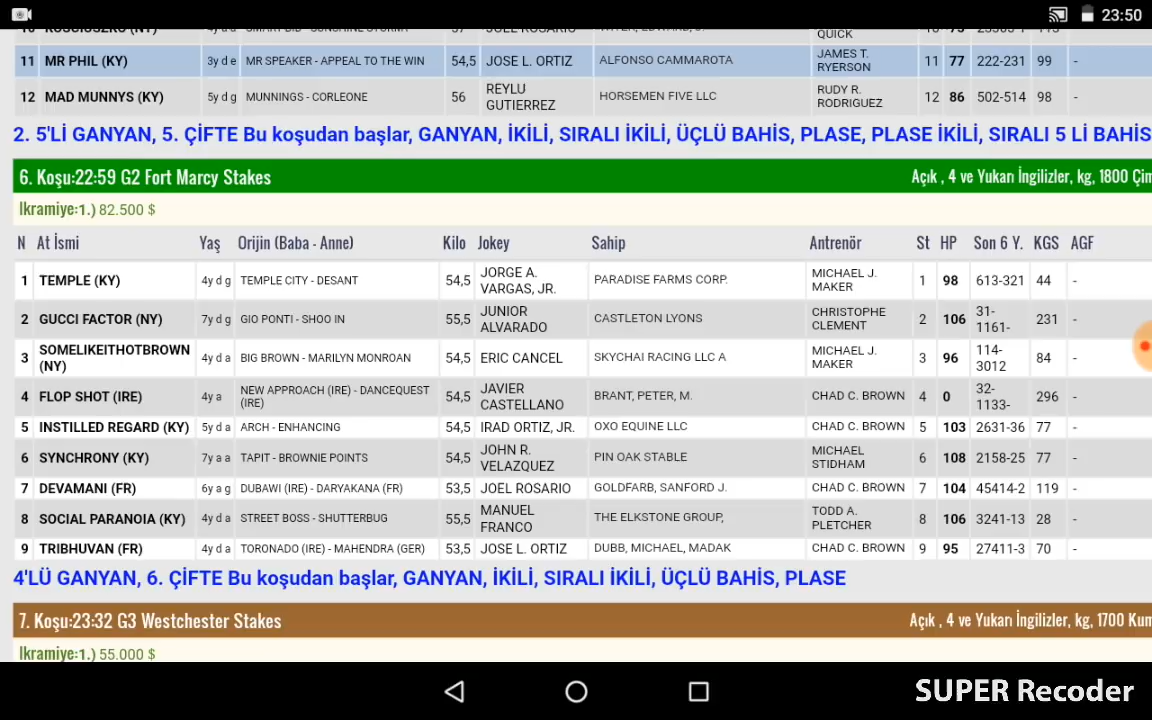 23:50
11 MR PHIL (KY) 3y d e MR SPEAKER - APPEAL TO THE WIN 54,5 JOSE L. ORTIZ ALFONSO CAMMAROTA JAMES T. RYERSON 11 77 222-231 99 -
12 MAD MUNNYS (KY) 5y d g MUNNINGS - CORLEONE 56 REYLU GUTIERREZ HORSEMEN FIVE LLC RUDY R. RODRIGUEZ 12 86 502-514 98 -
2. 5'Lİ GANYAN, 5. ÇİFTE Bu koşudan başlar, GANYAN, İKİLİ, SIRALI İKİLİ, ÜÇLÜ BAHİS, PLASE, PLASE İKİLİ, SIRALI 5 Lİ BAHİS
6. Koşu:22:59 G2 Fort Marcy Stakes Açık , 4 ve Yukarı İngilizler, kg, 1800 Çim
İkramiye:1.) 82.500 $
N At İsmi Yaş Orijin (Baba - Anne) Kilo Jokey Sahip Antrenör St HP Son 6 Y. KGS AGF
1 TEMPLE (KY) 4y d g TEMPLE CITY - DESANT 54,5 JORGE A. VARGAS, JR. PARADISE FARMS CORP. MICHAEL J. MAKER 1 98 613-321 44 -
2 GUCCI FACTOR (NY) 7y d g GIO PONTI - SHOO IN 55,5 JUNIOR ALVARADO CASTLETON LYONS CHRISTOPHE CLEMENT 2 106 31-1161- 231 -
3 SOMELIKEITHOTBROWN (NY) 4y d a BIG BROWN - MARILYN MONROAN 54,5 ERIC CANCEL SKYCHAI RACING LLC A MICHAEL J. MAKER 3 96 114-3012 84 -
4 FLOP SHOT (IRE) 4y a NEW APPROACH (IRE) - DANCEQUEST (IRE) 54,5 JAVIER CASTELLANO BRANT, PETER, M. CHAD C. BROWN 4 0 32-1133- 296 -
5 INSTILLED REGARD (KY) 5y d a ARCH - ENHANCING 54,5 IRAD ORTIZ, JR. OXO EQUINE LLC CHAD C. BROWN 5 103 2631-36 77 -
6 SYNCHRONY (KY) 7y a a TAPIT - BROWNIE POINTS 54,5 JOHN R. VELAZQUEZ PIN OAK STABLE MICHAEL STIDHAM 6 108 2158-25 77 -
7 DEVAMANI (FR) 6y a g DUBAWI (IRE) - DARYAKANA (FR) 53,5 JOEL ROSARIO GOLDFARB, SANFORD J. CHAD C. BROWN 7 104 45414-2 119 -
8 SOCIAL PARANOIA (KY) 4y d a STREET BOSS - SHUTTERBUG 55,5 MANUEL FRANCO THE ELKSTONE GROUP, TODD A. PLETCHER 8 106 3241-13 28 -
9 TRIBHUVAN (FR) 4y d a TORONADO (IRE) - MAHENDRA (GER) 53,5 JOSE L. ORTIZ DUBB, MICHAEL, MADAK CHAD C. BROWN 9 95 27411-3 70 -
4'LÜ GANYAN, 6. ÇİFTE Bu koşudan başlar, GANYAN, İKİLİ, SIRALI İKİLİ, ÜÇLÜ BAHİS, PLASE
7. Koşu:23:32 G3 Westchester Stakes Açık , 4 ve Yukarı İngilizler, kg, 1700 Kum
İkramiye:1.) 55.000 $
SUPER Recoder